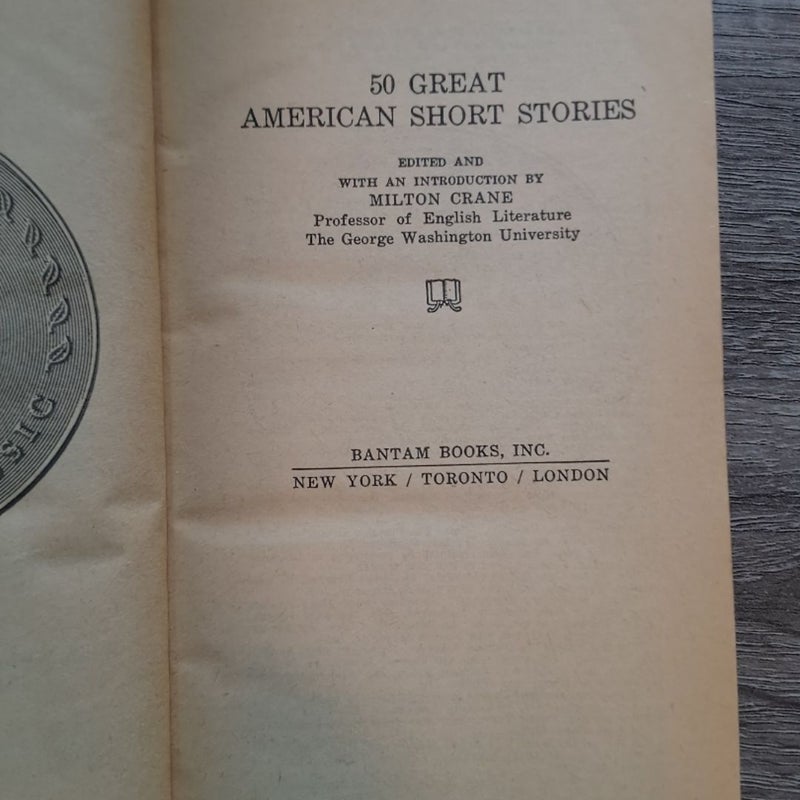 50 GREAT
AMERICAN SHORT STORIES
EDITED AND
WITH AN INTRODUCTION BY
MILTON CRANE
Professor of English Literature
The George Washington University
BANTAM BOOKS, INC.
NEW YORK / TORONTO / LONDON